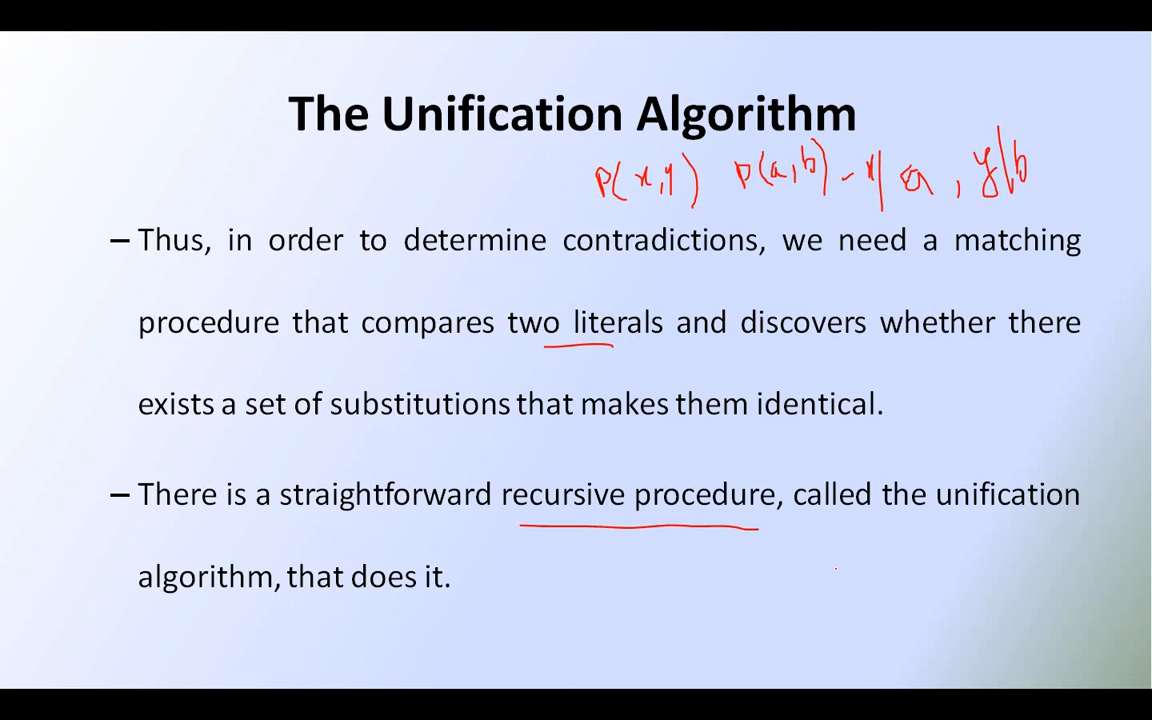 The Unification Algorithm
P(x,y) P(a,b) - x/a, y/b
– Thus, in order to determine contradictions, we need a matching
procedure that compares two literals and discovers whether there
exists a set of substitutions that makes them identical.
– There is a straightforward recursive procedure, called the unification
algorithm, that does it.